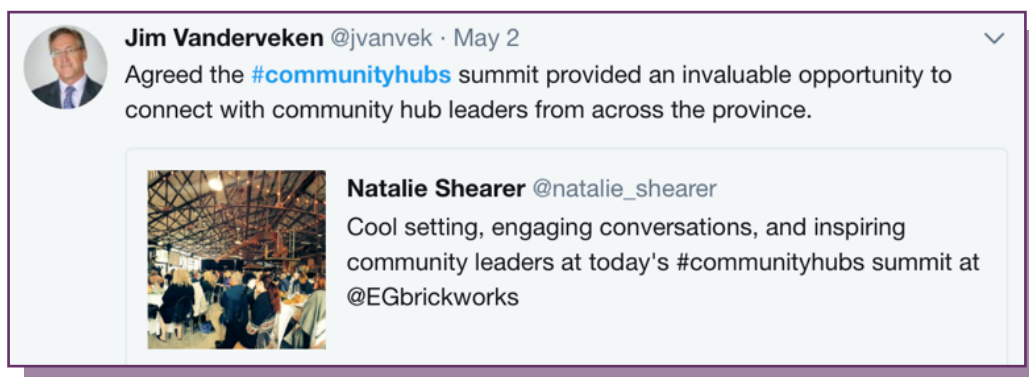 Jim Vanderveken @jvanvek · May 2
Agreed the #communityhubs summit provided an invaluable opportunity to
connect with community hub leaders from across the province.
Natalie Shearer @natalie_shearer
Cool setting, engaging conversations, and inspiring
community leaders at today's #communityhubs summit at
@EGbrickworks